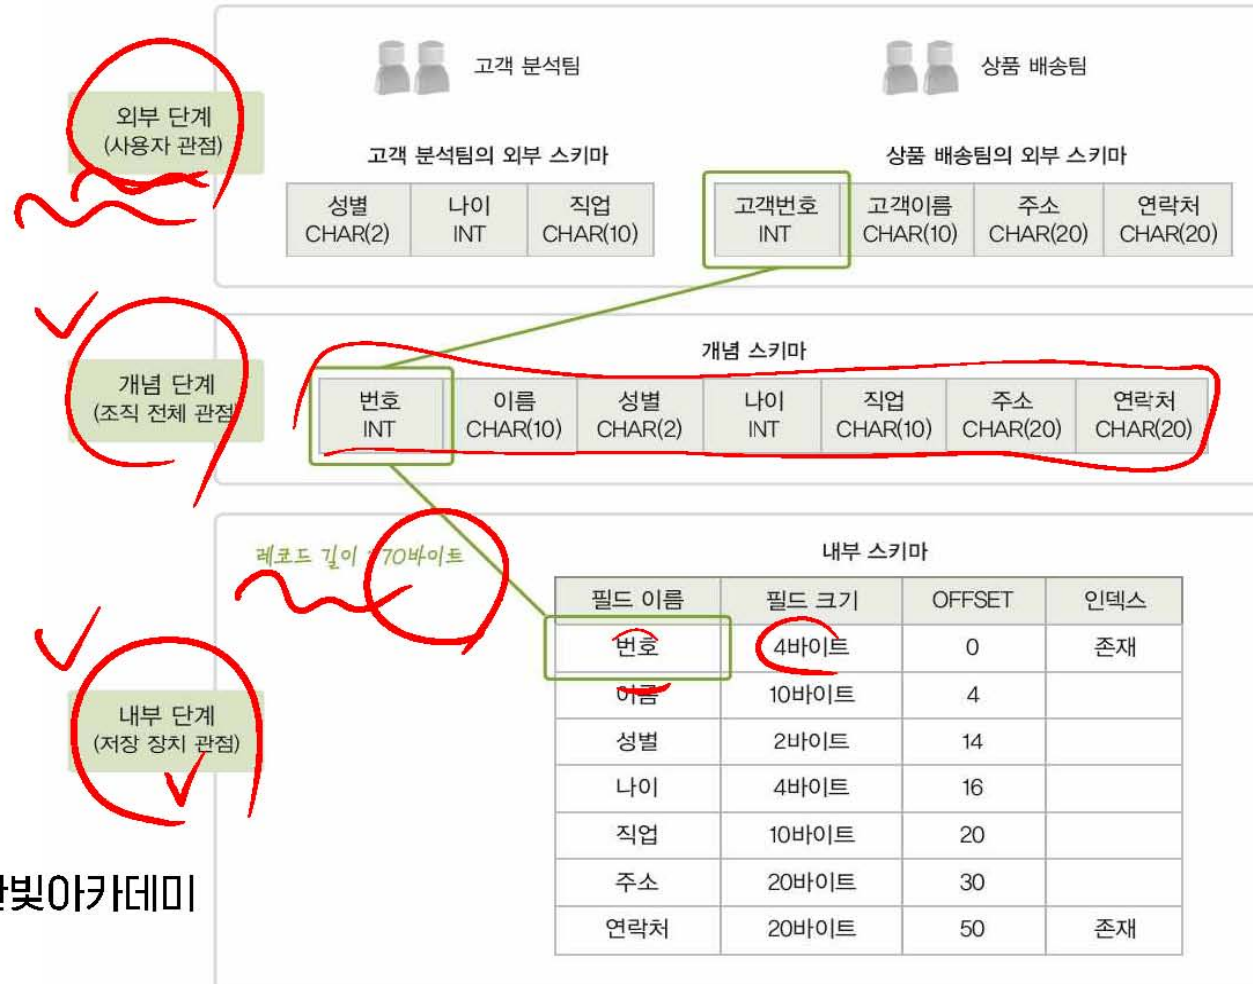 고객 분석팀 상품 배송팀
외부 단계
(사용자 관점)
고객 분석팀의 외부 스키마 상품 배송팀의 외부 스키마
성별 나이 직업 고객번호 고객이름 주소 연락처
CHAR(2) INT CHAR(10) INT CHAR(10) CHAR(20) CHAR(20)
개념 스키마
개념 단계
(조직 전체 관점)
번호 이름 성별 나이 직업 주소 연락처
INT CHAR(10) CHAR(2) INT CHAR(10) CHAR(20) CHAR(20)
레코드 길이 : 70바이트
내부 스키마
필드 이름 필드 크기 OFFSET 인덱스
번호 4바이트 0 존재
이름 10바이트 4
내부 단계
(저장 장치 관점)
성별 2바이트 14
나이 4바이트 16
직업 10바이트 20
주소 20바이트 30
연락처 20바이트 50 존재
빛아카데미